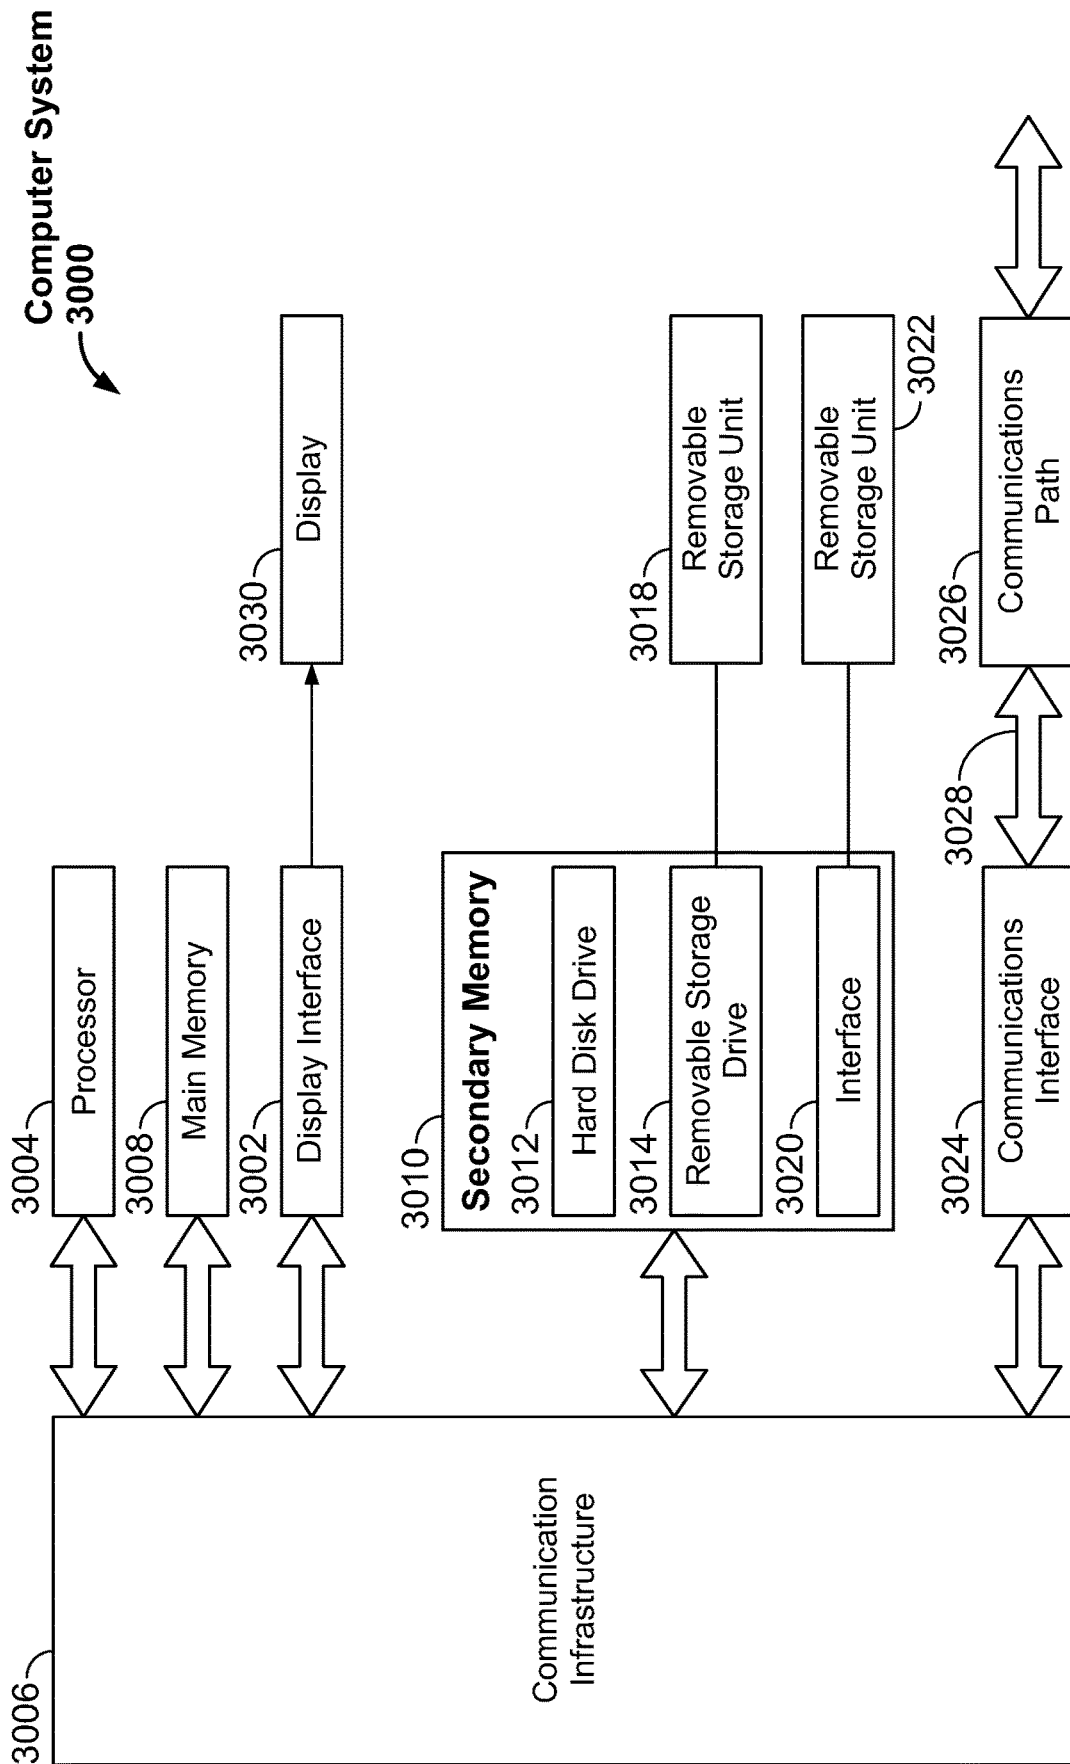 Computer System
3000
3006
Communication
Infrastructure
3004
Processor
3008
Main Memory
3002
Display Interface
3030
Display
3010
Secondary Memory
3012
Hard Disk Drive
3014
Removable Storage
Drive
3018
Removable
Storage Unit
3020
Interface
Removable
Storage Unit
3022
3024
Communications
Interface
3028
3026
Communications
Path